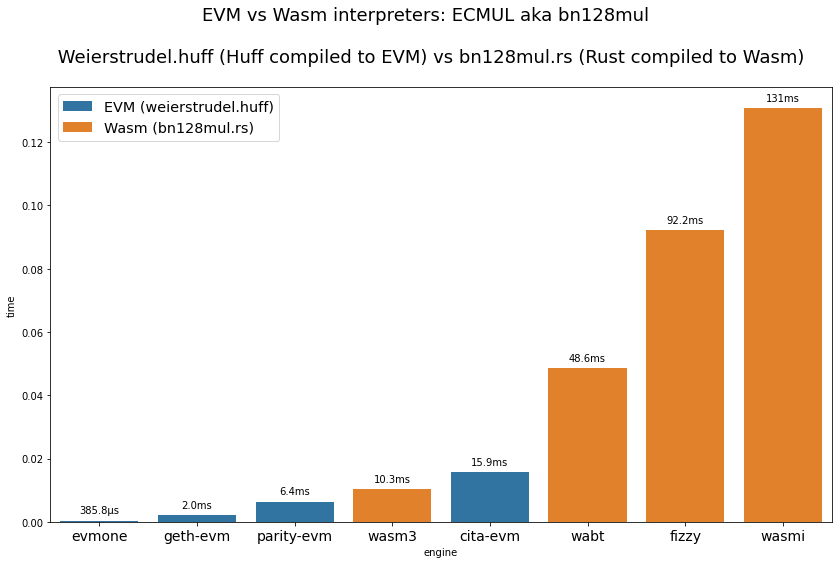 EVM vs Wasm interpreters: ECMUL aka bn128mul
Weierstrudel.huff (Huff compiled to EVM) vs bn128mul.rs (Rust compiled to Wasm)
EVM (weierstrudel.huff)
Wasm (bn128mul.rs)
131ms
0.12
0.10
92.2ms
0.08
time
0.06
48.6ms
0.04
0.02
15.9ms
10.3ms
6.4ms
2.0ms
385.8μs
0.00
evmone geth-evm parity-evm wasm3 cita-evm wabt fizzy wasmi
engine